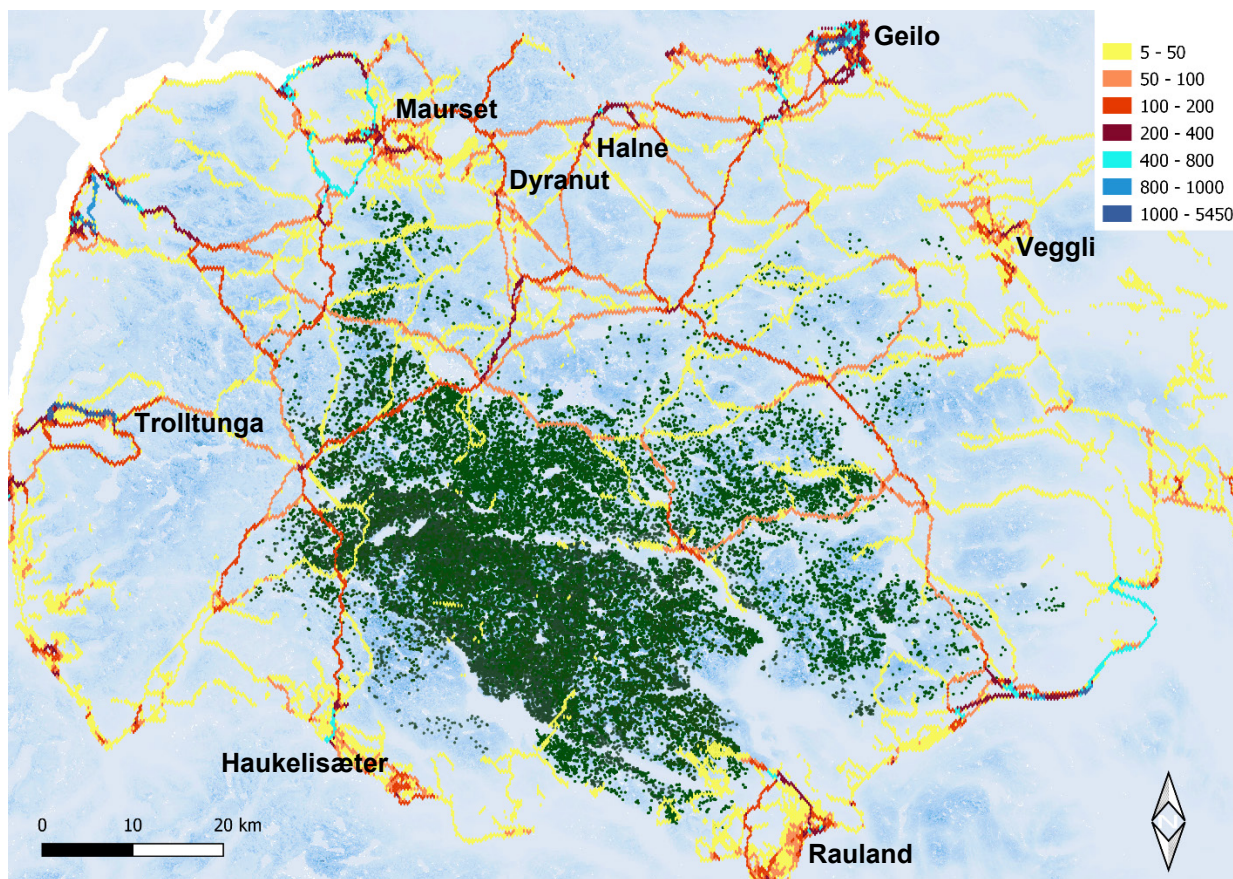 Geilo
5 - 50
50 - 100
100 - 200
200 - 400
400 - 800
800 - 1000
1000 - 5450
Maurset
Halne
Dyranut
Veggli
Trolltunga
Haukelisæter
0 10 20 km
Rauland
N